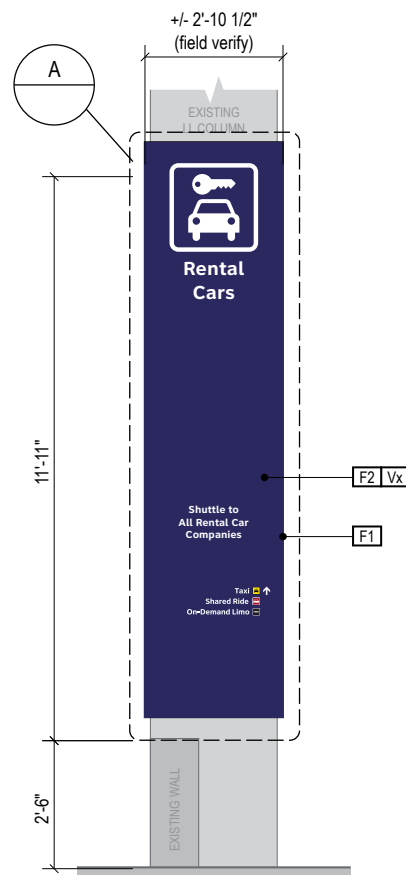 +/- 2'-10 1/2"
(field verify)
A
EXISTING
COLUMN
Rental
Cars
11'-11"
F2 Vx
Shuttle to
All Rental Car
Companies
F1
Taxi
Shared Ride
On-Demand Limo
2'-6"
EXISTING WALL